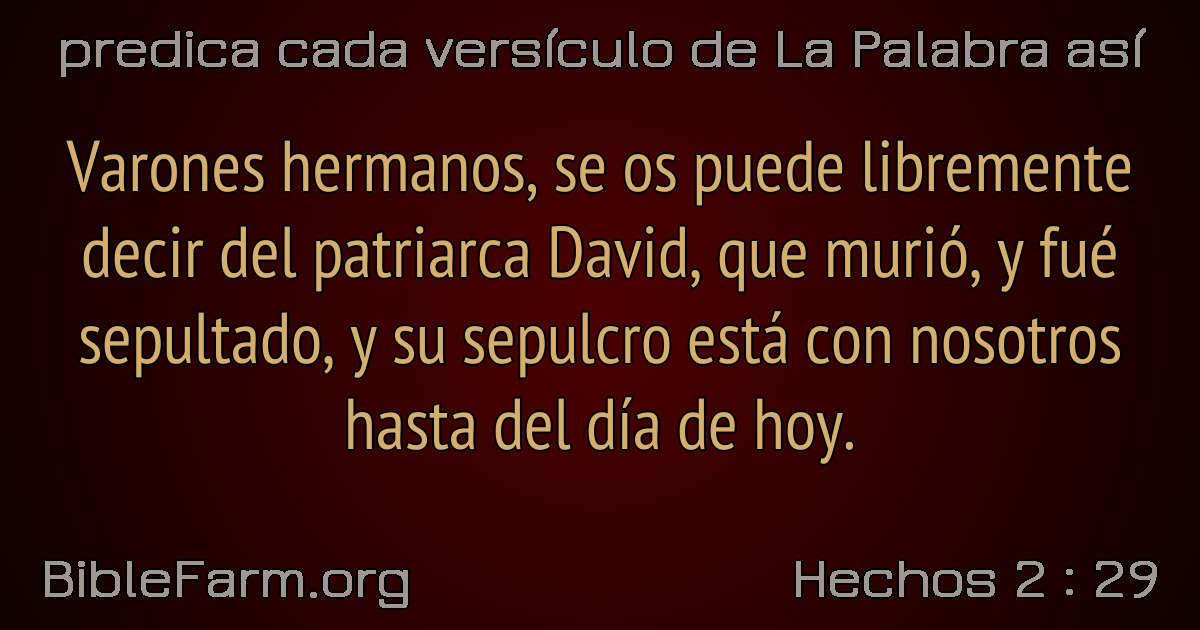 predica cada versículo de La Palabra así
Varones hermanos, se os puede libremente
decir del patriarca David, que murió, y fué
sepultado, y su sepulcro está con nosotros
hasta del día de hoy.
BibleFarm.org
Hechos 2 : 29